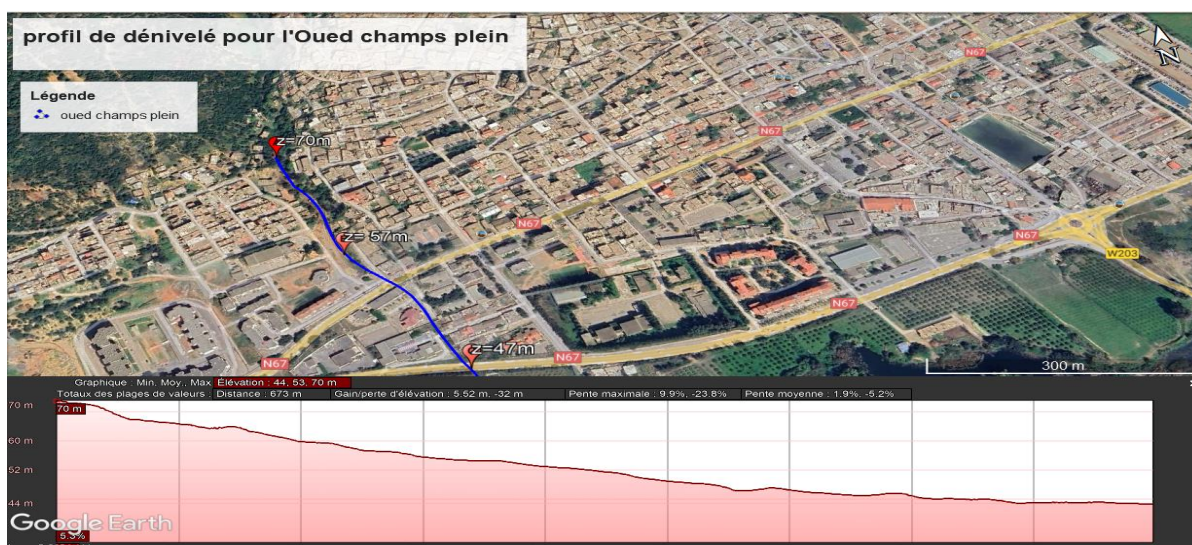 profil de dénivelé pour l'Oued champs plein
N
Légende
oued champs plein
z=70m
N67
N67
N67
z= 57m
N67
W203
N67
z=47m
N67
N67
300 m
Graphique : Min, Moy., Max Élévation : 44, 53, 70 m
Totaux des plages de valeurs : Distance : 673 m Gain/perte d'élévation : 5.52 m, -32 m Pente maximale : 9.9%, -23.8% Pente moyenne : 1.9%, -5.2%
70 m
70 m
60 m
52 m
44 m
Google Earth
5.3%